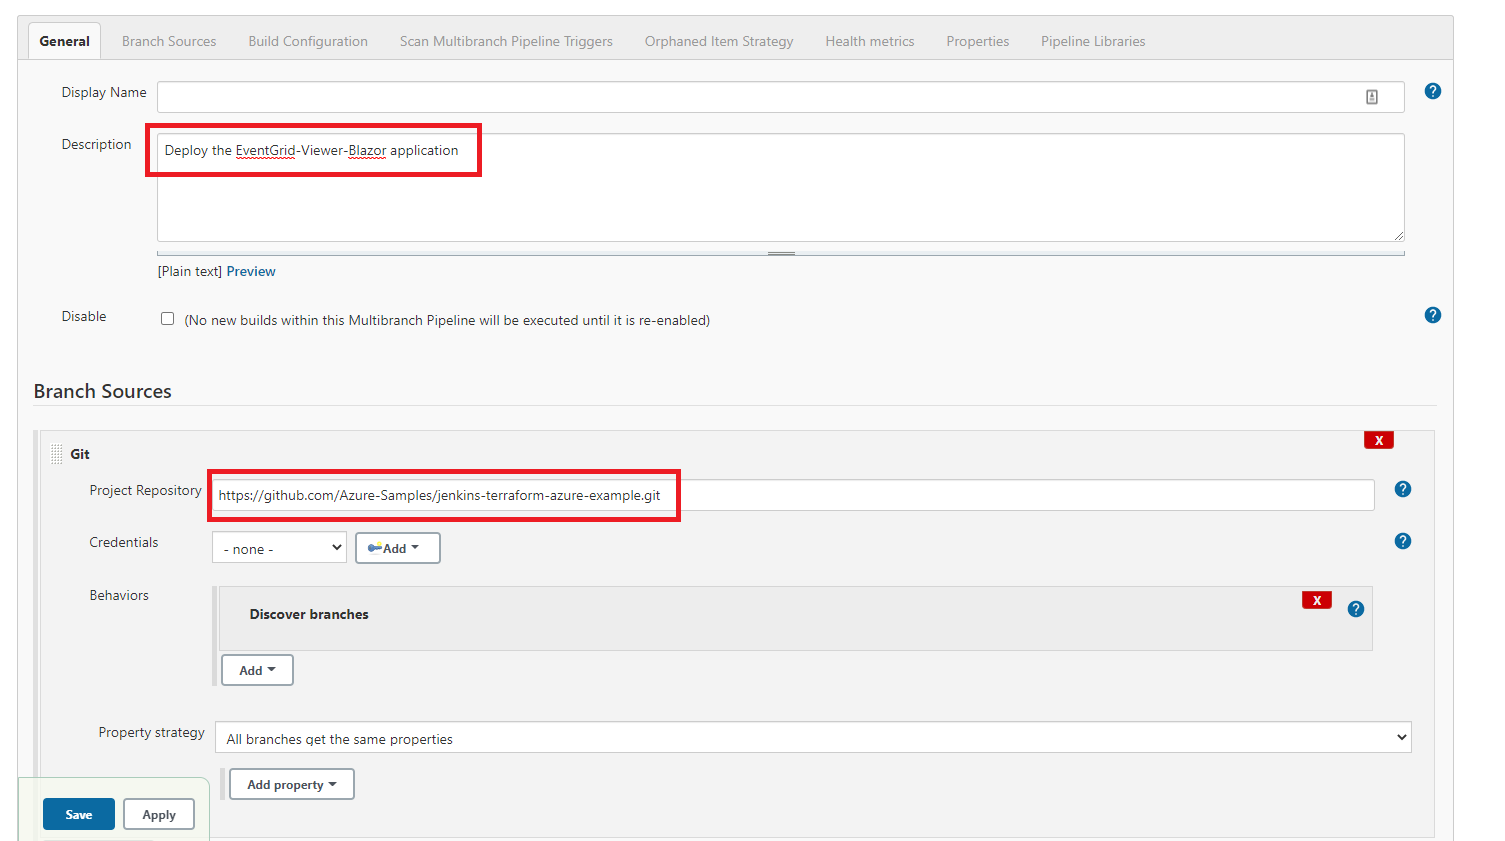 General Branch Sources Build Configuration Scan Multibranch Pipeline Triggers Orphaned Item Strategy Health metrics Properties Pipeline Libraries
Display Name
?
Description
Deploy the EventGrid-Viewer-Blazor application
[Plain text] Preview
Disable
(No new builds within this Multibranch Pipeline will be executed until it is re-enabled)
?
Branch Sources
X
Git
Project Repository
https://github.com/Azure-Samples/jenkins-terraform-azure-example.git
?
Credentials
- none -
Add
?
Behaviors
Discover branches
X
?
Add
Property strategy
All branches get the same properties
Add property
Save
Apply